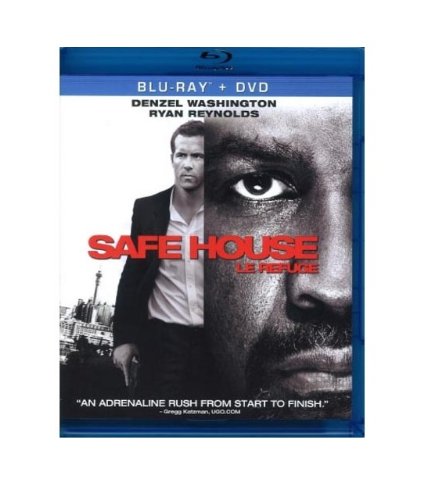 BLU-RAY™ + DVD
DENZEL WASHINGTON
RYAN REYNOLDS
SAFE HOUSE
LE REFUGE
“AN ADRENALINE RUSH FROM START TO FINISH.”
- Gregg Katzman, UGO.COM